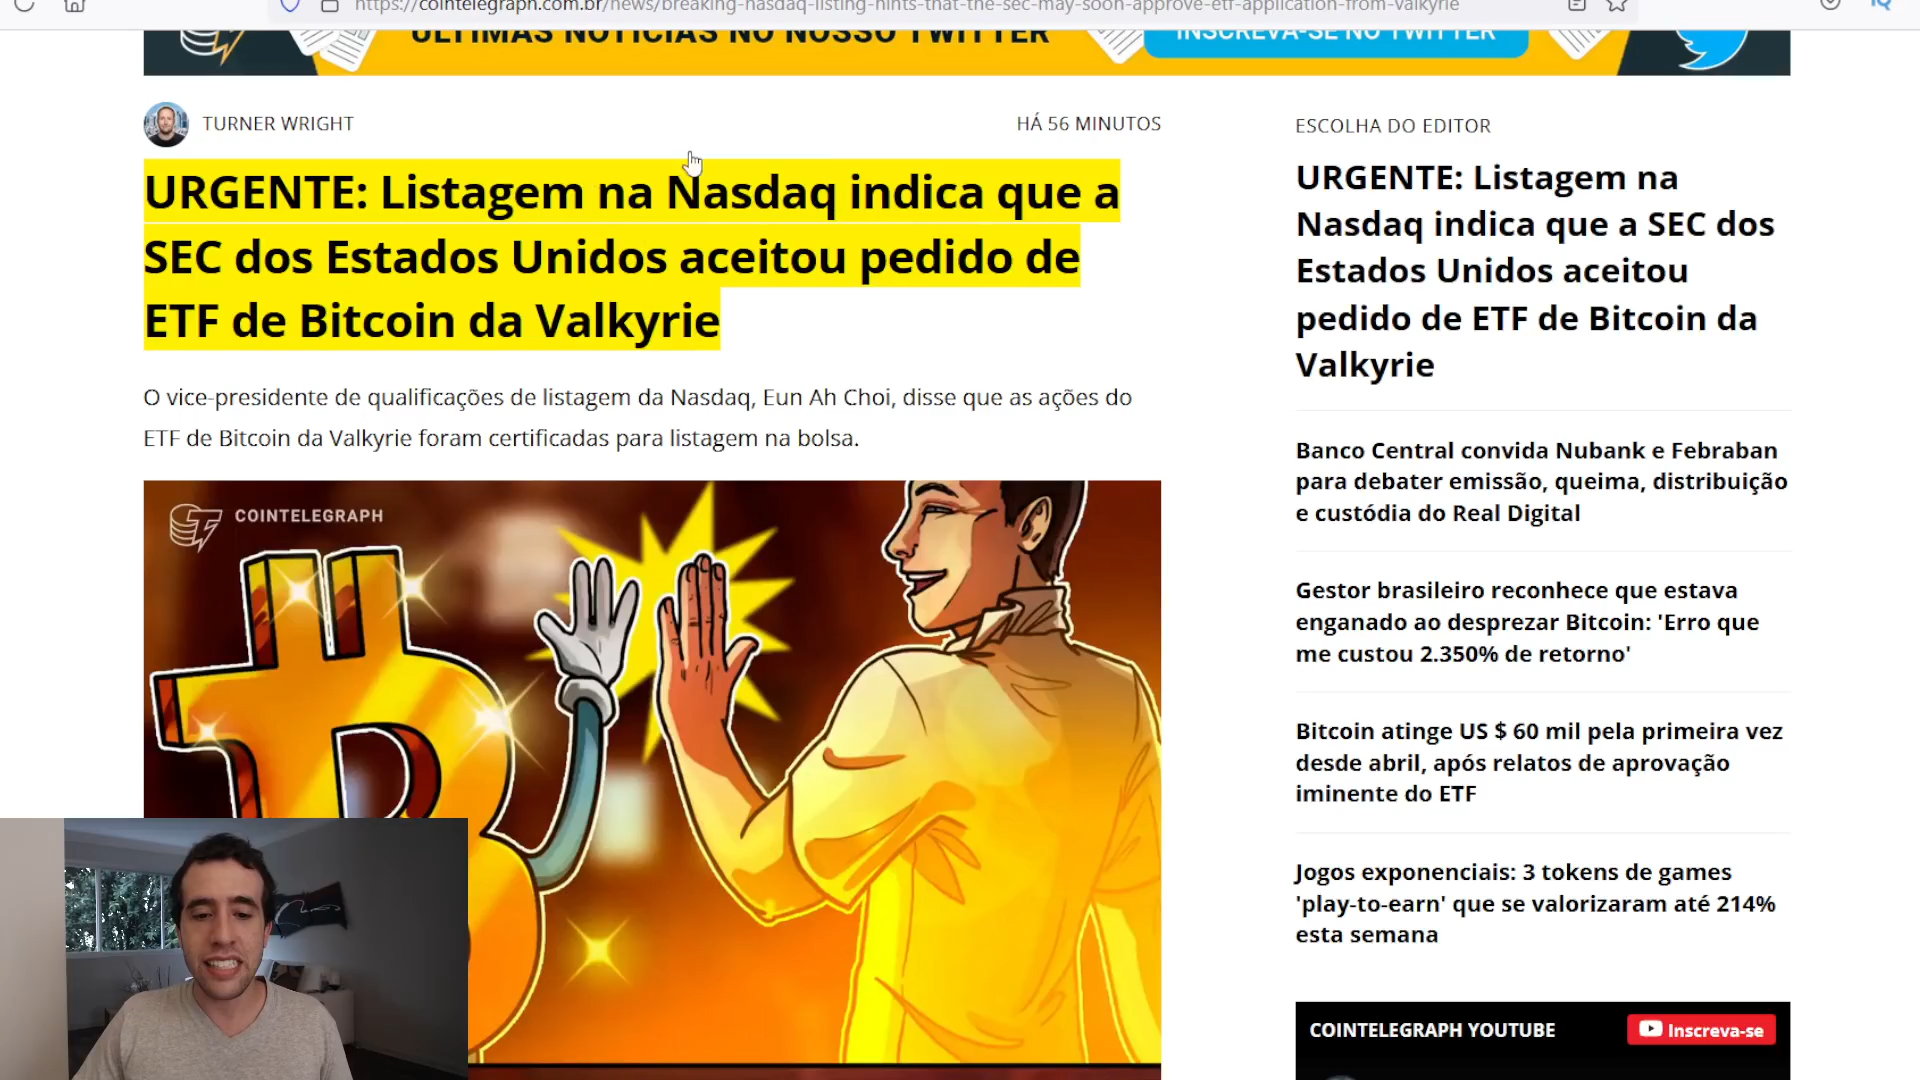 https://cointelegraph.com.br/news/breaking-nasdaq-listing-hints-that-the-sec-may-soon-approve-etf-application-from-valkyrie
ÚLTIMAS NOTÍCIAS NO NOSSO TWITTER
INSCREVA-SE NO TWITTER
TURNER WRIGHT
HÁ 56 MINUTOS
URGENTE: Listagem na Nasdaq indica que a
SEC dos Estados Unidos aceitou pedido de
ETF de Bitcoin da Valkyrie
O vice-presidente de qualificações de listagem da Nasdaq, Eun Ah Choi, disse que as ações do
ETF de Bitcoin da Valkyrie foram certificadas para listagem na bolsa.
COINTELEGRAPH
ESCOLHA DO EDITOR
URGENTE: Listagem na
Nasdaq indica que a SEC dos
Estados Unidos aceitou
pedido de ETF de Bitcoin da
Valkyrie
Banco Central convida Nubank e Febraban
para debater emissão, queima, distribuição
e custódia do Real Digital
Gestor brasileiro reconhece que estava
enganado ao desprezar Bitcoin: 'Erro que
me custou 2.350% de retorno'
Bitcoin atinge US $ 60 mil pela primeira vez
desde abril, após relatos de aprovação
iminente do ETF
Jogos exponenciais: 3 tokens de games
'play-to-earn' que se valorizaram até 214%
esta semana
COINTELEGRAPH YOUTUBE
Inscreva-se